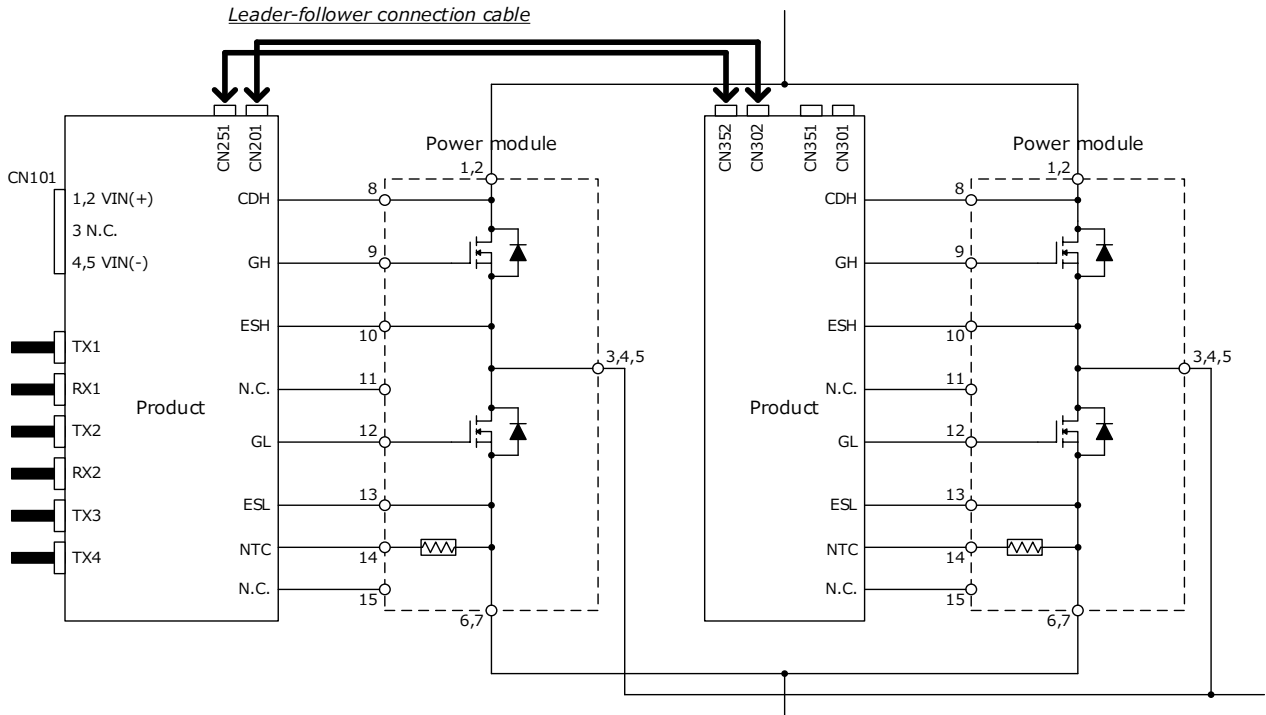 Leader-follower connection cable
CN251
CN201
CN101
1,2 VIN(+)
3 N.C.
4,5 VIN(-)
TX1
RX1
TX2
RX2
TX3
TX4
Product
CDH
GH
ESH
N.C.
GL
ESL
NTC
N.C.
Power module
1,2
8
9
10
11
12
13
14
15
3,4,5
6,7
CN352
CN302
CN351
CN301
Product
CDH
GH
ESH
N.C.
GL
ESL
NTC
N.C.
Power module
1,2
8
9
10
11
12
13
14
15
3,4,5
6,7